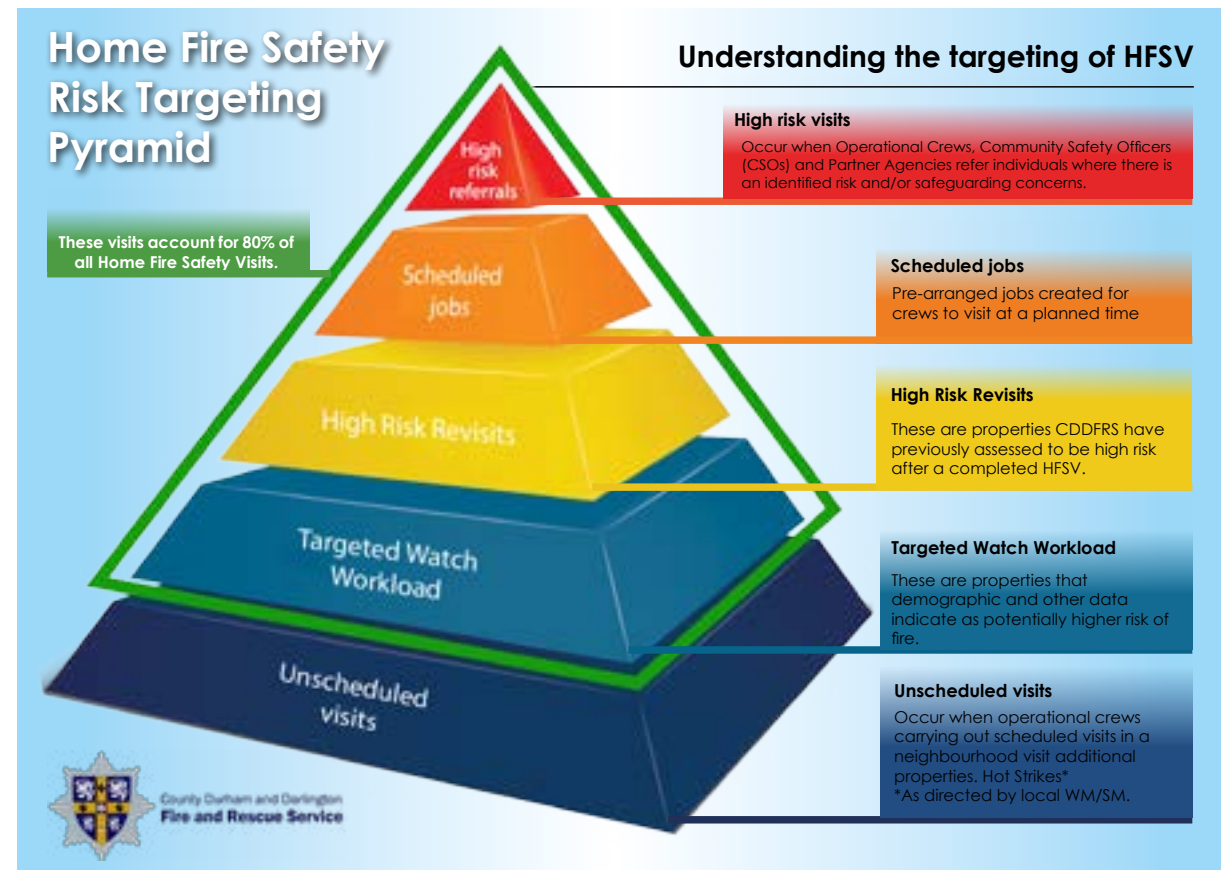 Home Fire Safety
Risk Targeting
Pyramid
Understanding the targeting of HFSV
High risk visits
Occur when Operational Crews, Community Safety Officers
(CSOs) and Partner Agencies refer individuals where there is
an identified risk and/or safeguarding concerns.
High
risk
referrals
These visits account for 80% of
all Home Fire Safety Visits.
Scheduled
jobs
Scheduled jobs
Pre-arranged jobs created for
crews to visit at a planned time
High Risk Revisits
High Risk Revisits
These are properties CDDFRS have
previously assessed to be high risk
after a completed HFSV.
Targeted Watch
Workload
Targeted Watch Workload
These are properties that
demographic and other data
indicate as potentially higher risk of
fire.
Unscheduled
visits
Unscheduled visits
Occur when operational crews
carrying out scheduled visits in a
neighbourhood visit additional
properties. Hot Strikes*
*As directed by local WM/SM.
County Durham and Darlington
Fire and Rescue Service